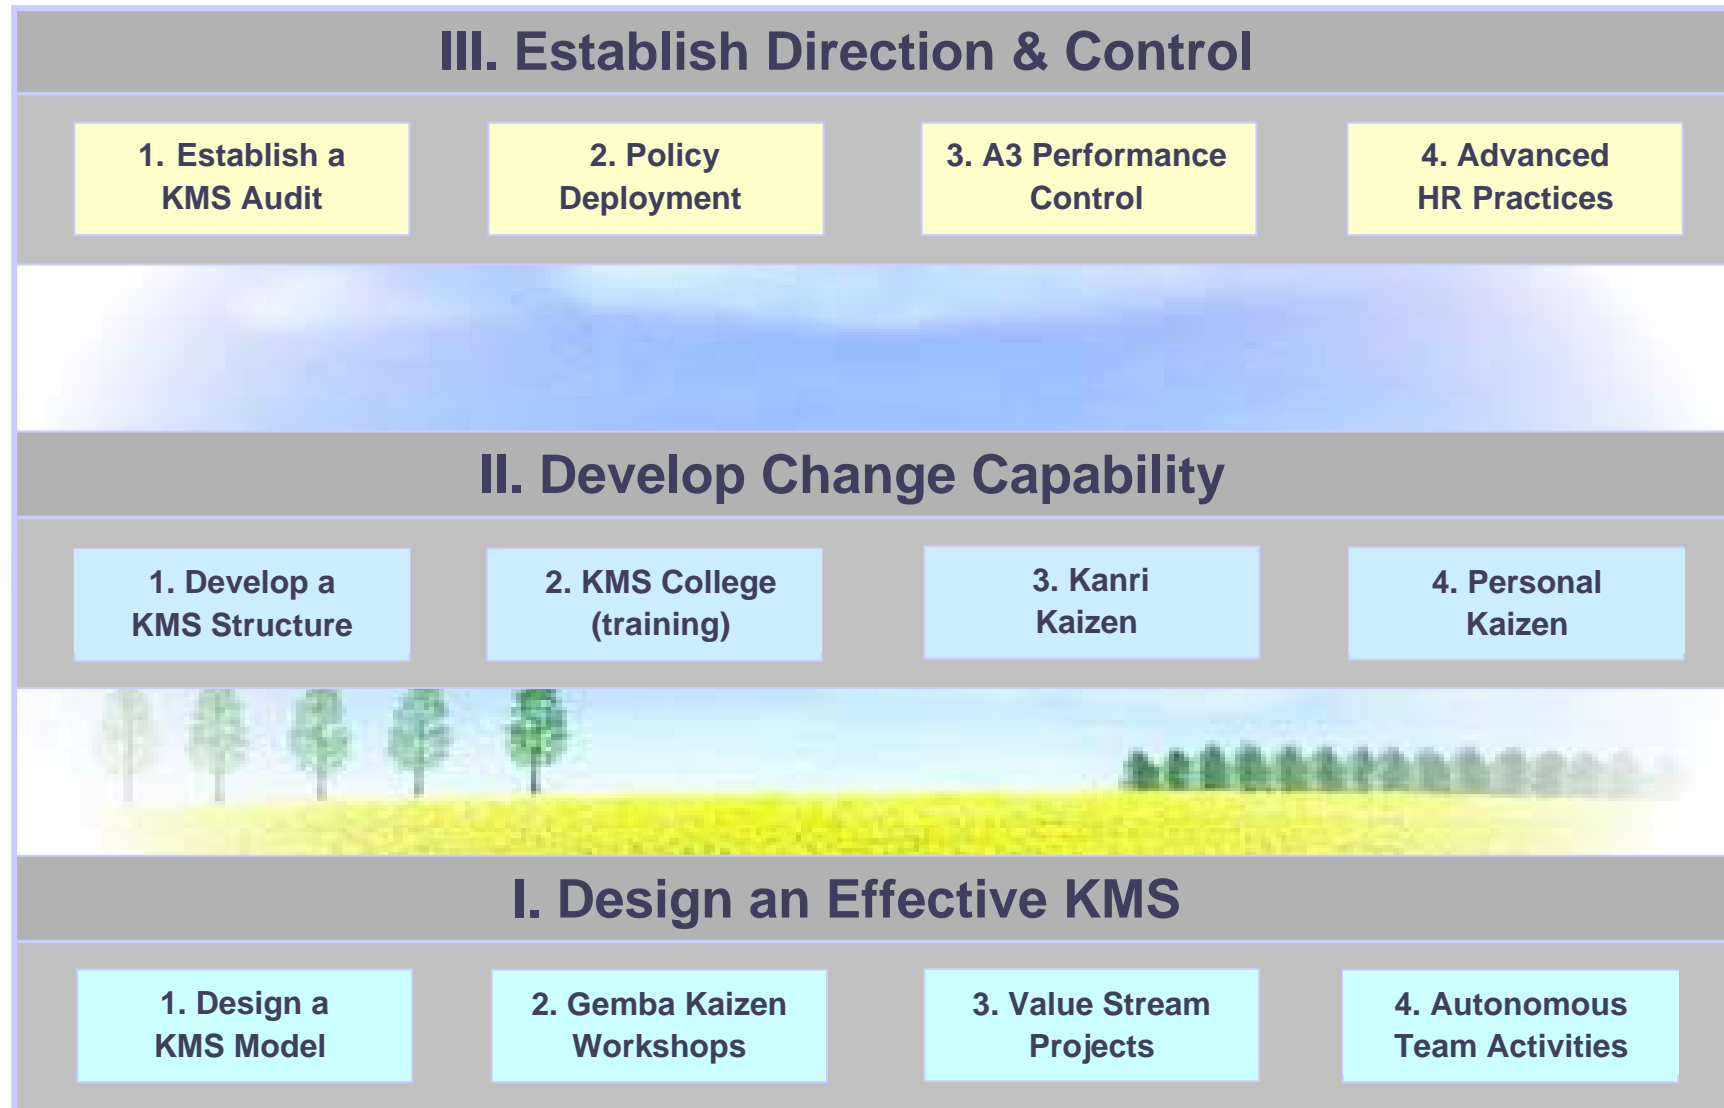 III. Establish Direction & Control
1. Establish a
KMS Audit
2. Policy
Deployment
3. A3 Performance
Control
4. Advanced
HR Practices
II. Develop Change Capability
1. Develop a
KMS Structure
2. KMS College
(training)
3. Kanri
Kaizen
4. Personal
Kaizen
I. Design an Effective KMS
1. Design a
KMS Model
2. Gemba Kaizen
Workshops
3. Value Stream
Projects
4. Autonomous
Team Activities